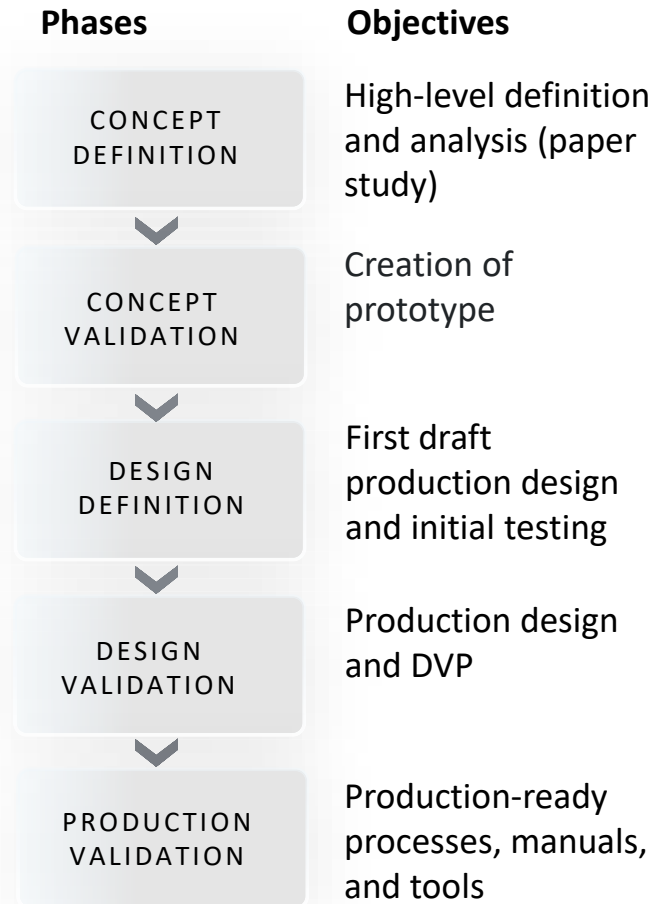 Phases
Objectives
CONCEPT
DEFINITION
High-level definition
and analysis (paper
study)
CONCEPT
VALIDATION
Creation of
prototype
DESIGN
DEFINITION
First draft
production design
and initial testing
DESIGN
VALIDATION
Production design
and DVP
PRODUCTION
VALIDATION
Production-ready
processes, manuals,
and tools